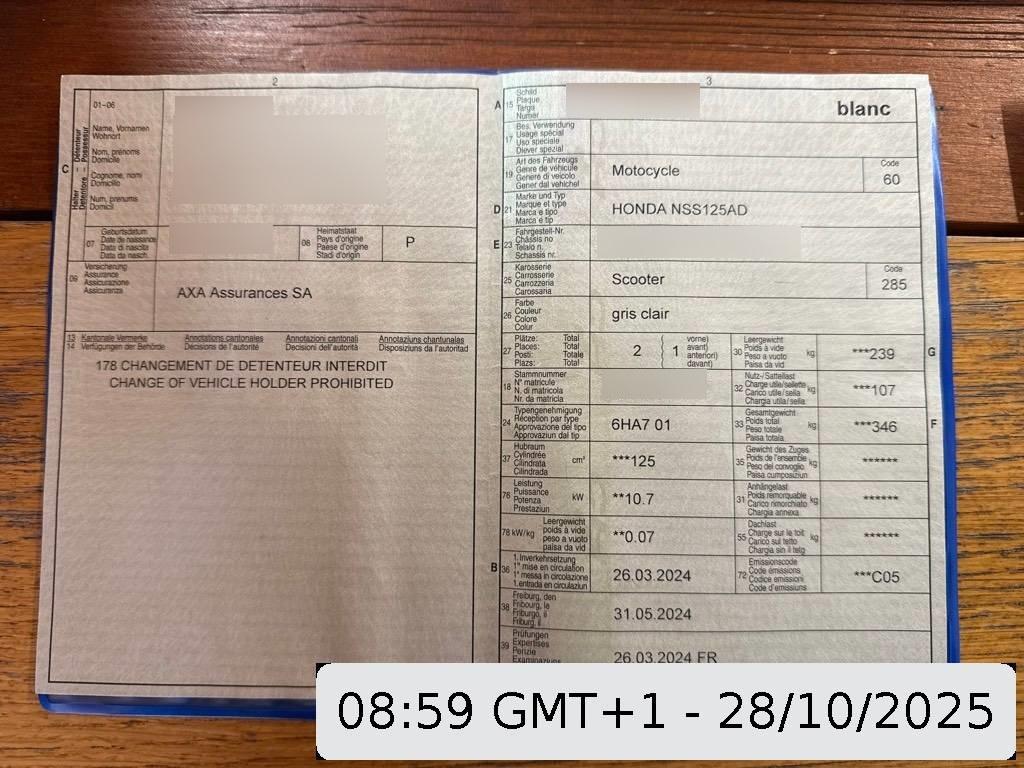 2
01-06
C
Halter Détenteur
Detentore Possessur
Name, Vornamen
Wohnort
Nom, prénoms
Domicile
Cognome, nomi
Domicilio
Num, prenums
Domicil
07
Geburtsdatum
Date de naissance
Data di nascita
Data da nasch.
08
Heimatstaat
Pays d'origine
Paese d'origine
Stadi d'origin
P
09
Versicherung
Assurance
Assicurazione
Assicuranza
AXA Assurances SA
13 Kantonale Vermerke Annotations cantonales Annotazioni cantonali Annotaziuns chantunalas
14 Verfügungen der Behörde Décisions de l'autorité Decisioni dell'autorità Disposiziuns da l'autoritad
178 CHANGEMENT DE DETENTEUR INTERDIT
CHANGE OF VEHICLE HOLDER PROHIBITED
3
A 15
Schild
Plaque
Targa
Numer
blanc
17
Bes. Verwendung
Usage spécial
Uso speciale
Diever spezial
19
Art des Fahrzeugs
Genre de véhicule
Genere di veicolo
Gener dal vehichel
Motocycle
Code
60
D 21
Marke und Typ
Marque et type
Marca e tipo
Marca e tip
HONDA NSS125AD
E 23
Fahrgestell-Nr.
Châssis no
Telaio n.
Schassis nr.
25
Karosserie
Carrosserie
Carrozzeria
Carossaria
Scooter
Code
285
26
Farbe
Couleur
Colore
Colur
gris clair
27
Plätze: Total
Places: Total
Posti: Totale
Plazs: Total
2
1
vorne)
avant)
anteriori)
davant)
30
Leergewicht
Poids à vide
Peso a vuoto
Paisa da vid
kg
***239
G
18
Stammnummer
N° matricule
N. di matricola
Nr. da matricla
32
Nutz-/Sattellast
Charge utile/sellette
Carico utile/sella
Chargia utila/sella
kg
***107
24
Typengenehmigung
Réception par type
Approvazione del tipo
Approvaziun dal tip
6HA7 01
33
Gesamtgewicht
Poids total
Peso totale
Paisa totala
kg
***346
F
37
Hubraum
Cylindrée
Cilindrata
Cilindrada
cm³
***125
35
Gewicht des Zuges
Poids de l'ensemble
Peso del convoglio
Paisa cumposiziun
kg
******
76
Leistung
Puissance
Potenza
Prestaziun
kW
**10.7
31
Anhängelast
Poids remorquable
Carico rimorchiato
Chargia annexa
kg
******
78 kW/kg
Leergewicht
poids à vide
peso a vuoto
paisa da vid
**0.07
55
Dachlast
Charge sur le toit
Carico sul tetto
Chargia sin il tetg
kg
******
B 36
1. Inverkehrsetzung
1re mise en circulation
1a messa in circolazione
1. entrada en circulaziun
26.03.2024
72
Emissionscode
Code émissions
Codice emissioni
Code d'emissiuns
***C05
38
Freiburg, den
Fribourg, le
Friburgo, il
Friburg, il
31.05.2024
39
Prüfungen
Expertises
Perizie
Examinaziuns
26.03.2024 FR
08:59 GMT+1 - 28/10/2025